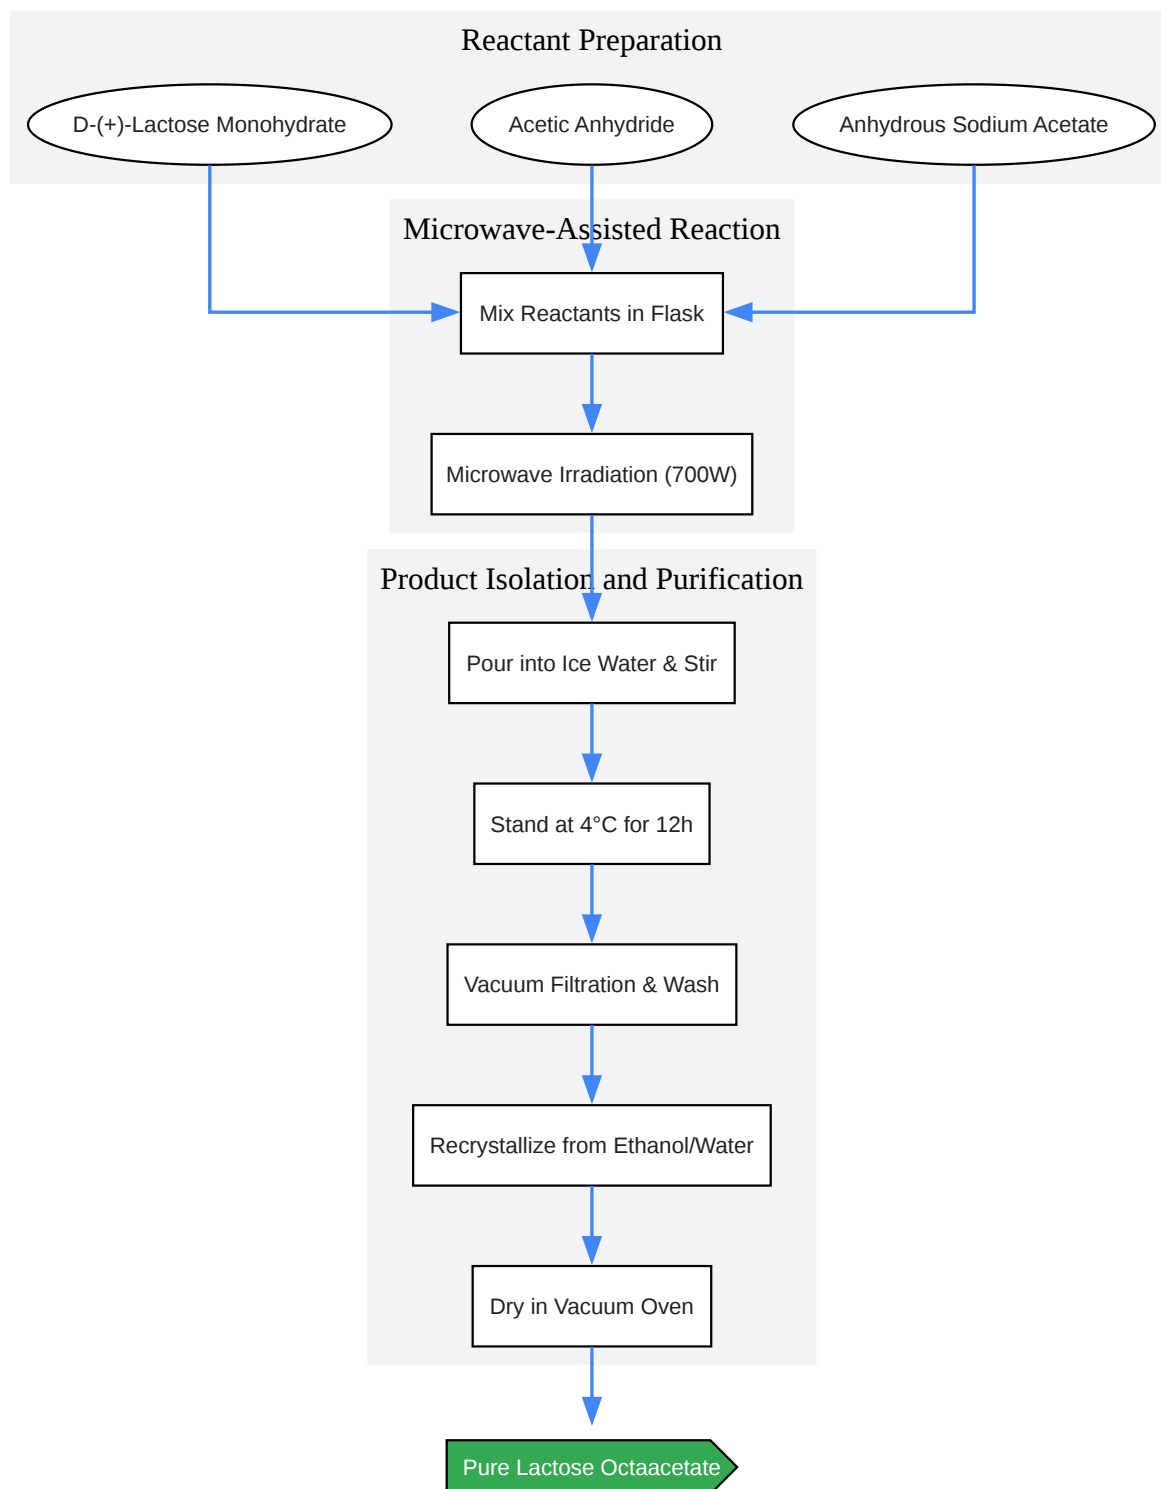 Reactant Preparation
D-(+)-Lactose Monohydrate
Acetic Anhydride
Anhydrous Sodium Acetate
Microwave-Assisted Reaction
Mix Reactants in Flask
Microwave Irradiation (700W)
Product Isolation and Purification
Pour into Ice Water & Stir
Stand at 4°C for 12h
Vacuum Filtration & Wash
Recrystallize from Ethanol/Water
Dry in Vacuum Oven
Pure Lactose Octaacetate